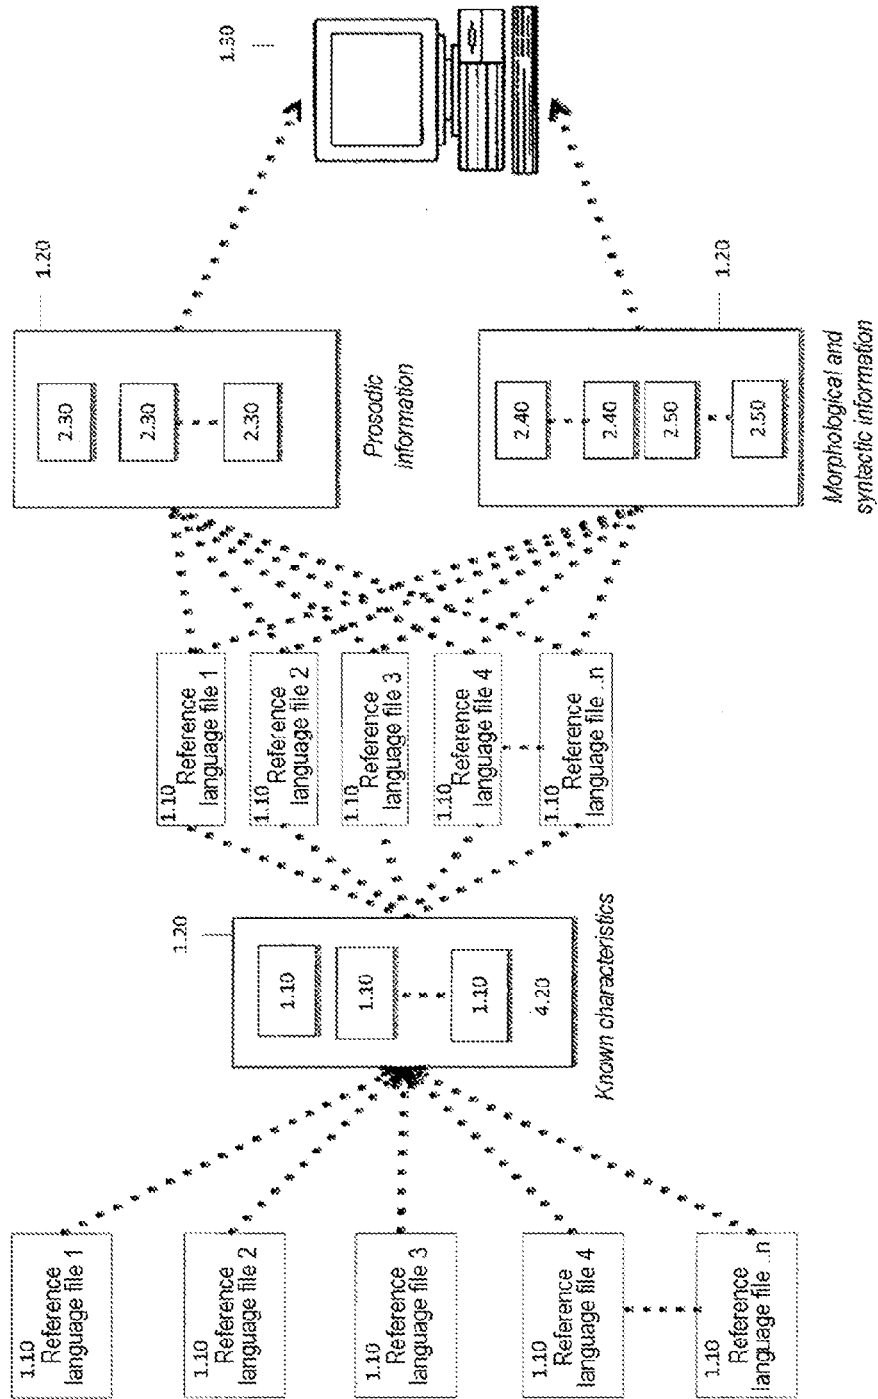 1.10
Reference
language file 1
1.10
Reference
language file 2
1.10
Reference
language file 3
1.10
Reference
language file 4
1.10
Reference
language file ..n
1.20
1.10
1.10
1.10
4.20
Known characteristics
1.10
Reference
language file 1
1.10
Reference
language file 2
1.10
Reference
language file 3
1.10
Reference
language file 4
1.10
Reference
language file ..n
1.20
2.30
2.30
2.30
Prosodic
information
2.40
2.40
2.50
2.50
1.20
Morphological and
syntactic information
1.30